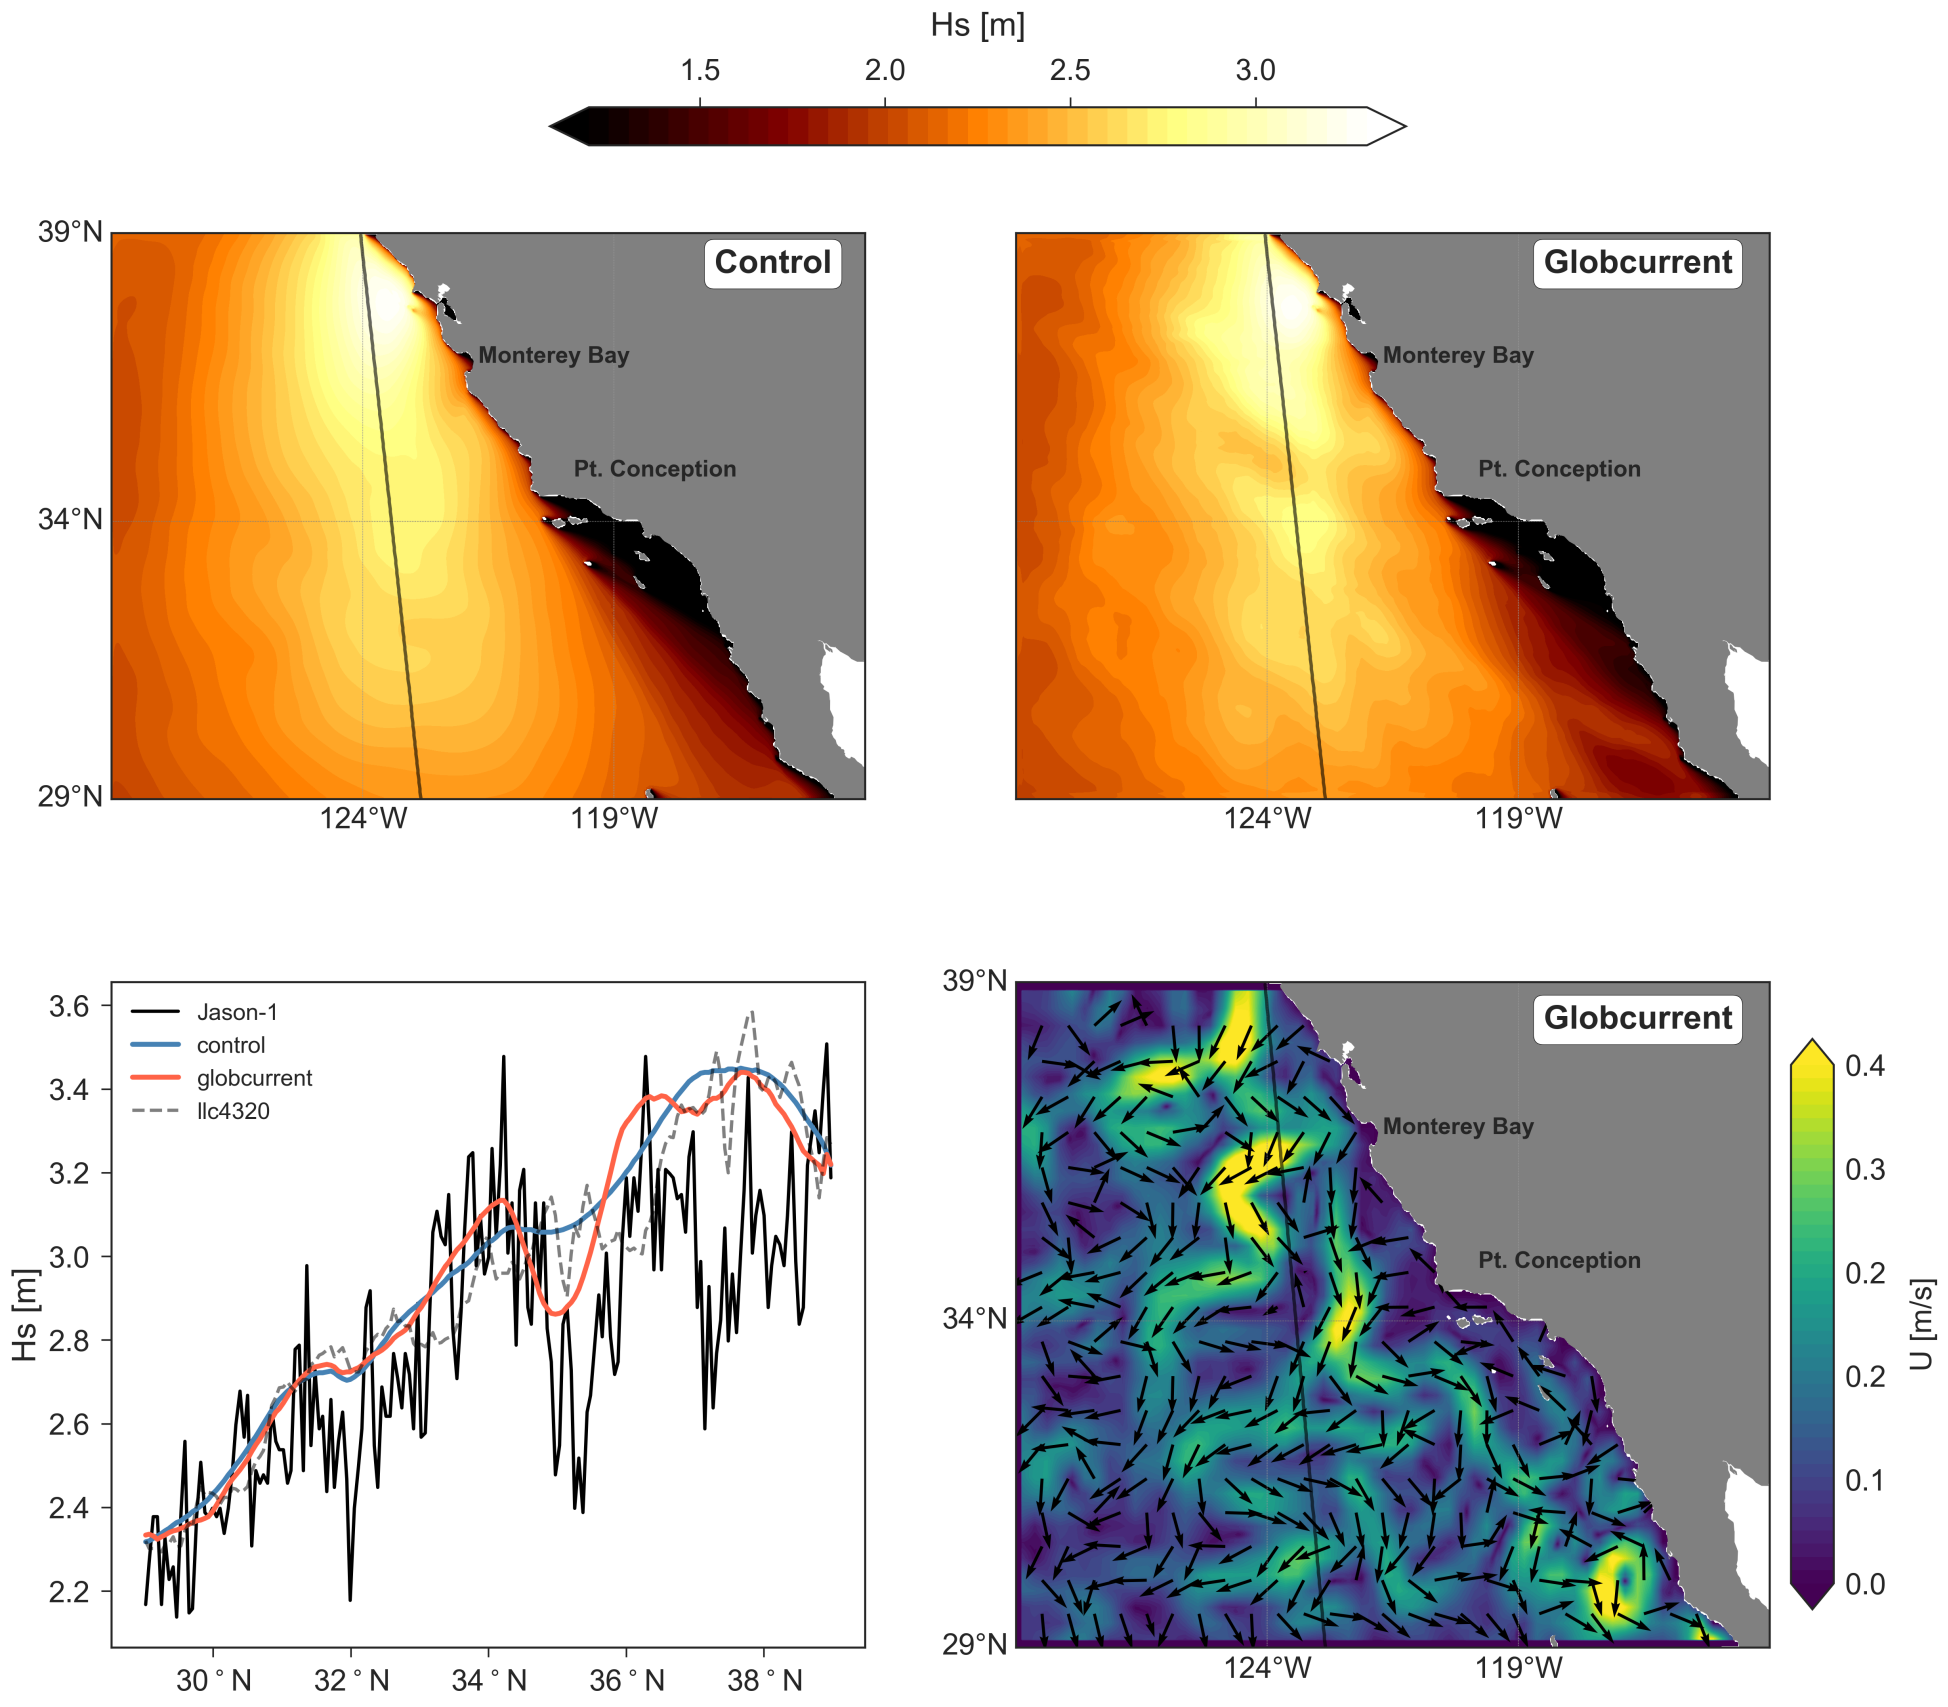 Hs [m]
1.5 2.0 2.5 3.0
39°N
34°N
29°N
Control
Monterey Bay
Pt. Conception
124°W 119°W
Globcurrent
Monterey Bay
Pt. Conception
124°W 119°W
Hs [m]
3.6
3.4
3.2
3.0
2.8
2.6
2.4
2.2
Jason-1
control
globcurrent
llc4320
30°N 32°N 34°N 36°N 38°N
39°N
34°N
29°N
Globcurrent
Monterey Bay
Pt. Conception
124°W 119°W
0.4
0.3
0.2
0.2
0.1
0.0
U [m/s]